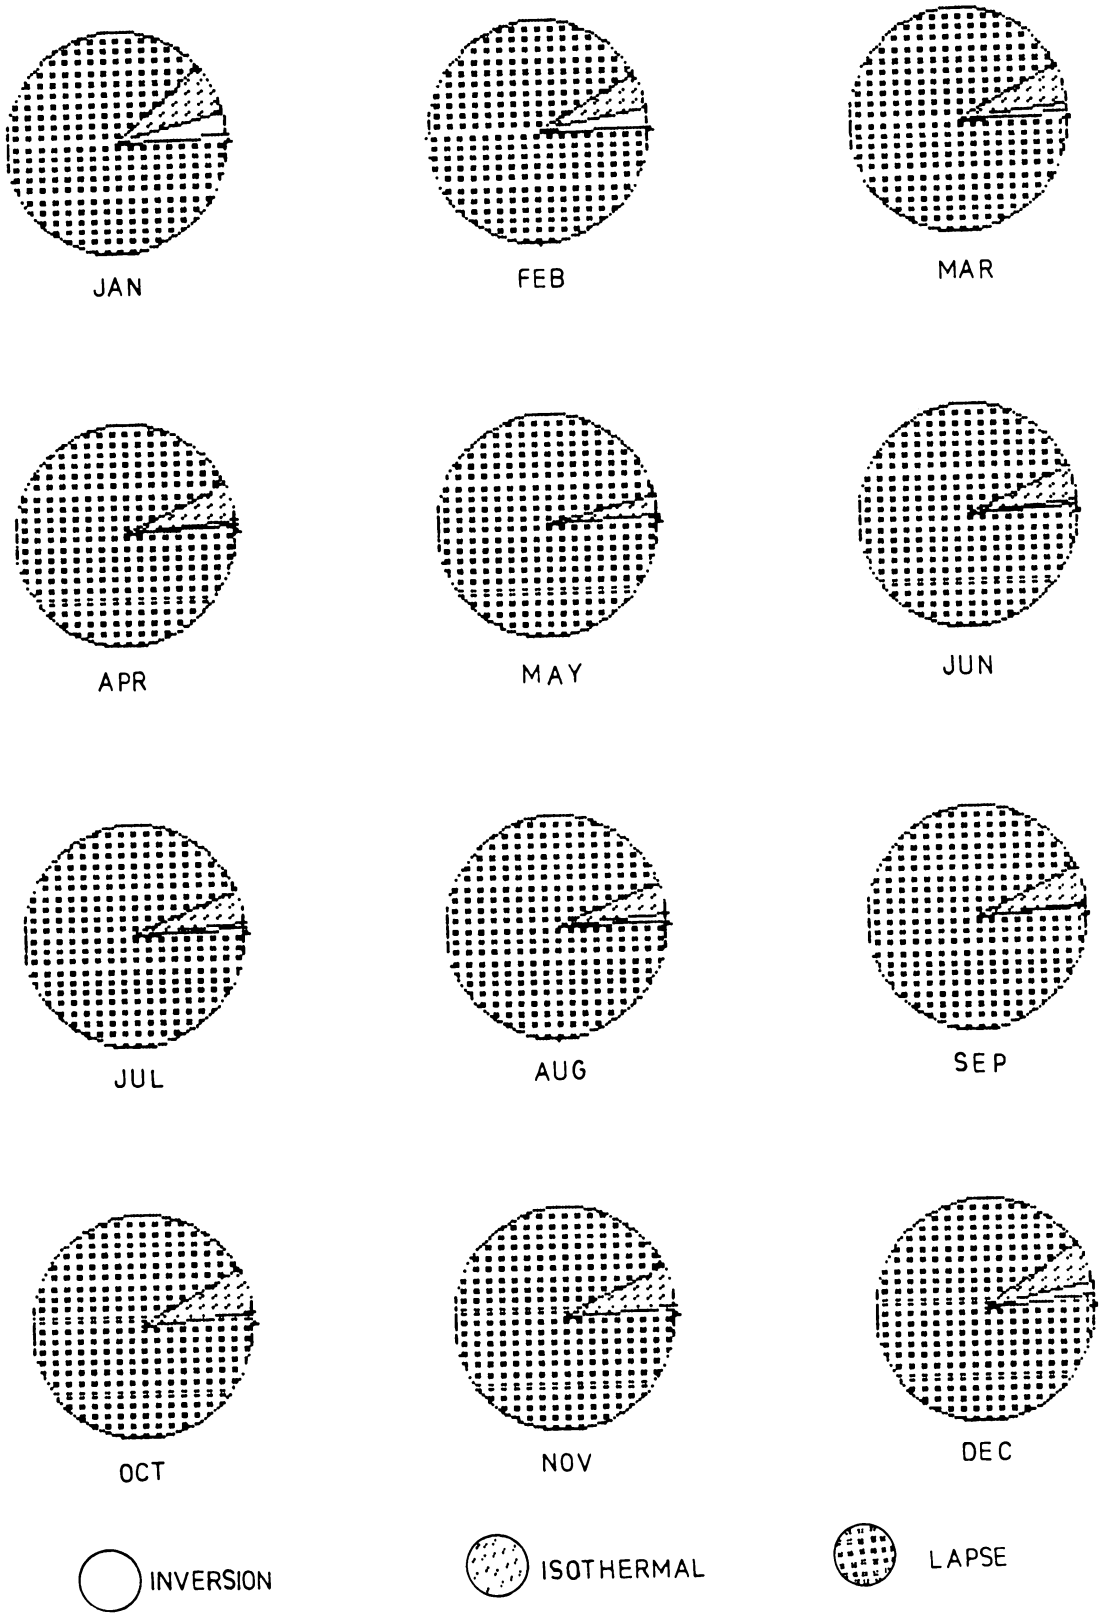 JAN
FEB
MAR
APR
MAY
JUN
JUL
AUG
SEP
OCT
NOV
DEC
INVERSION
ISOTHERMAL
LAPSE